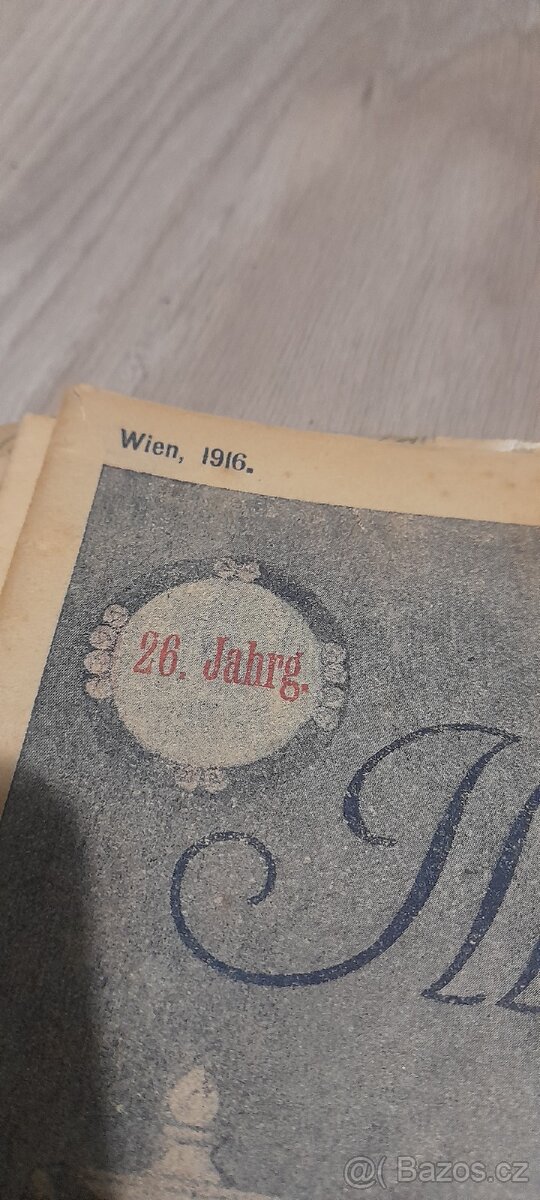 Wien, 1916.
26. Jahrg.
@( Bazos.cz